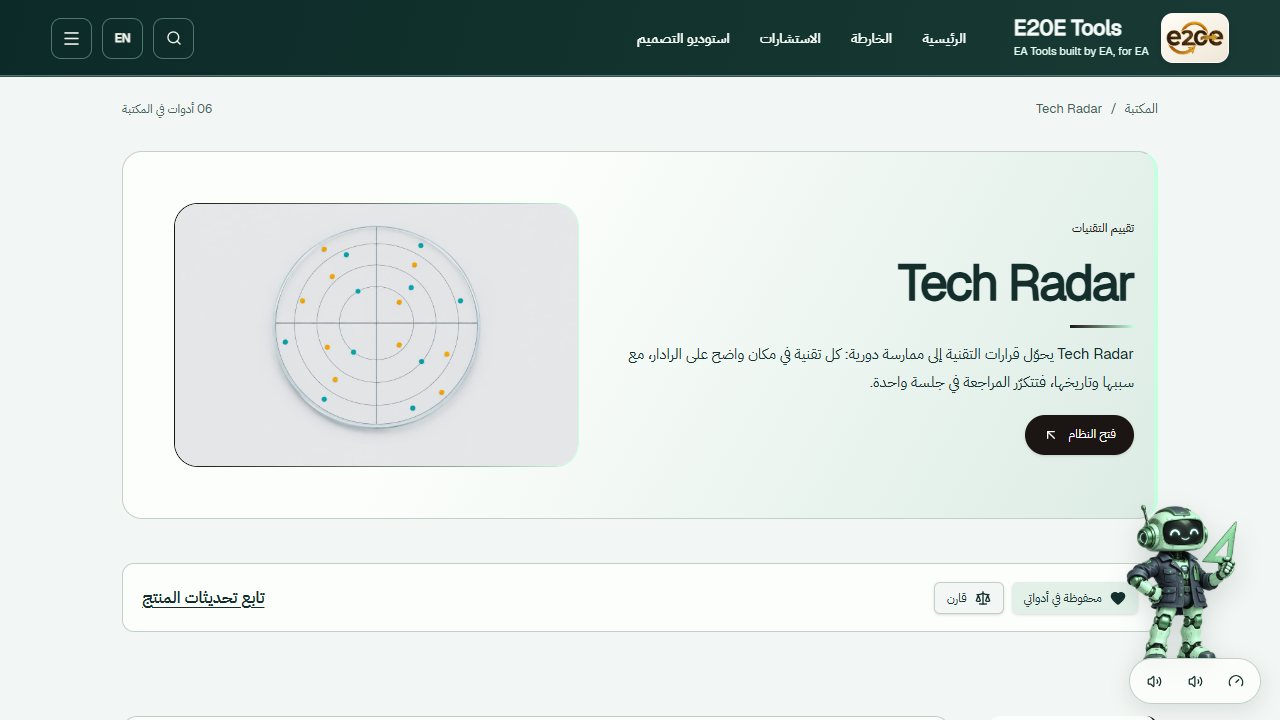 e2oe
E2OE Tools
EA Tools built by EA, for EA
الرئيسية
الخارطة
الاستشارات
استوديو التصميم
EN
المكتبة / Tech Radar
06 أدوات في المكتبة
تقييم التقنيات
Tech Radar
Tech Radar يحوّل قرارات التقنية إلى ممارسة دورية: كل تقنية في مكان واضح على الرادار، مع
سببها وتاريخها، فتتكرّر المراجعة في جلسة واحدة.
فتح النظام
محفوظة في أدواتي
قارن
تابع تحديثات المنتج